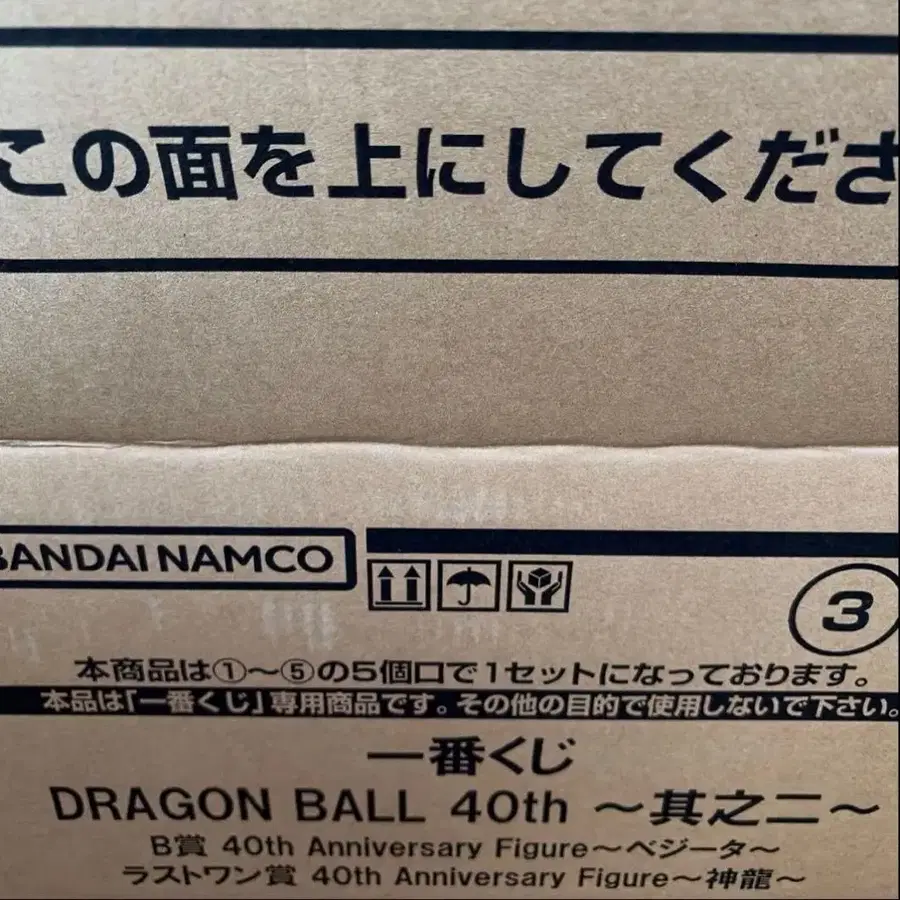 この面を上にしてくださ
BANDAI NAMCO
3
本商品は①～⑤の5個口で1セットになっております。
本品は「一番くじ」専用商品です。その他の目的で使用しないで下さい。
一番くじ
DRAGON BALL 40th ～其之二～
B賞 40th Anniversary Figure～ベジータ～
ラストワン賞 40th Anniversary Figure～神龍～